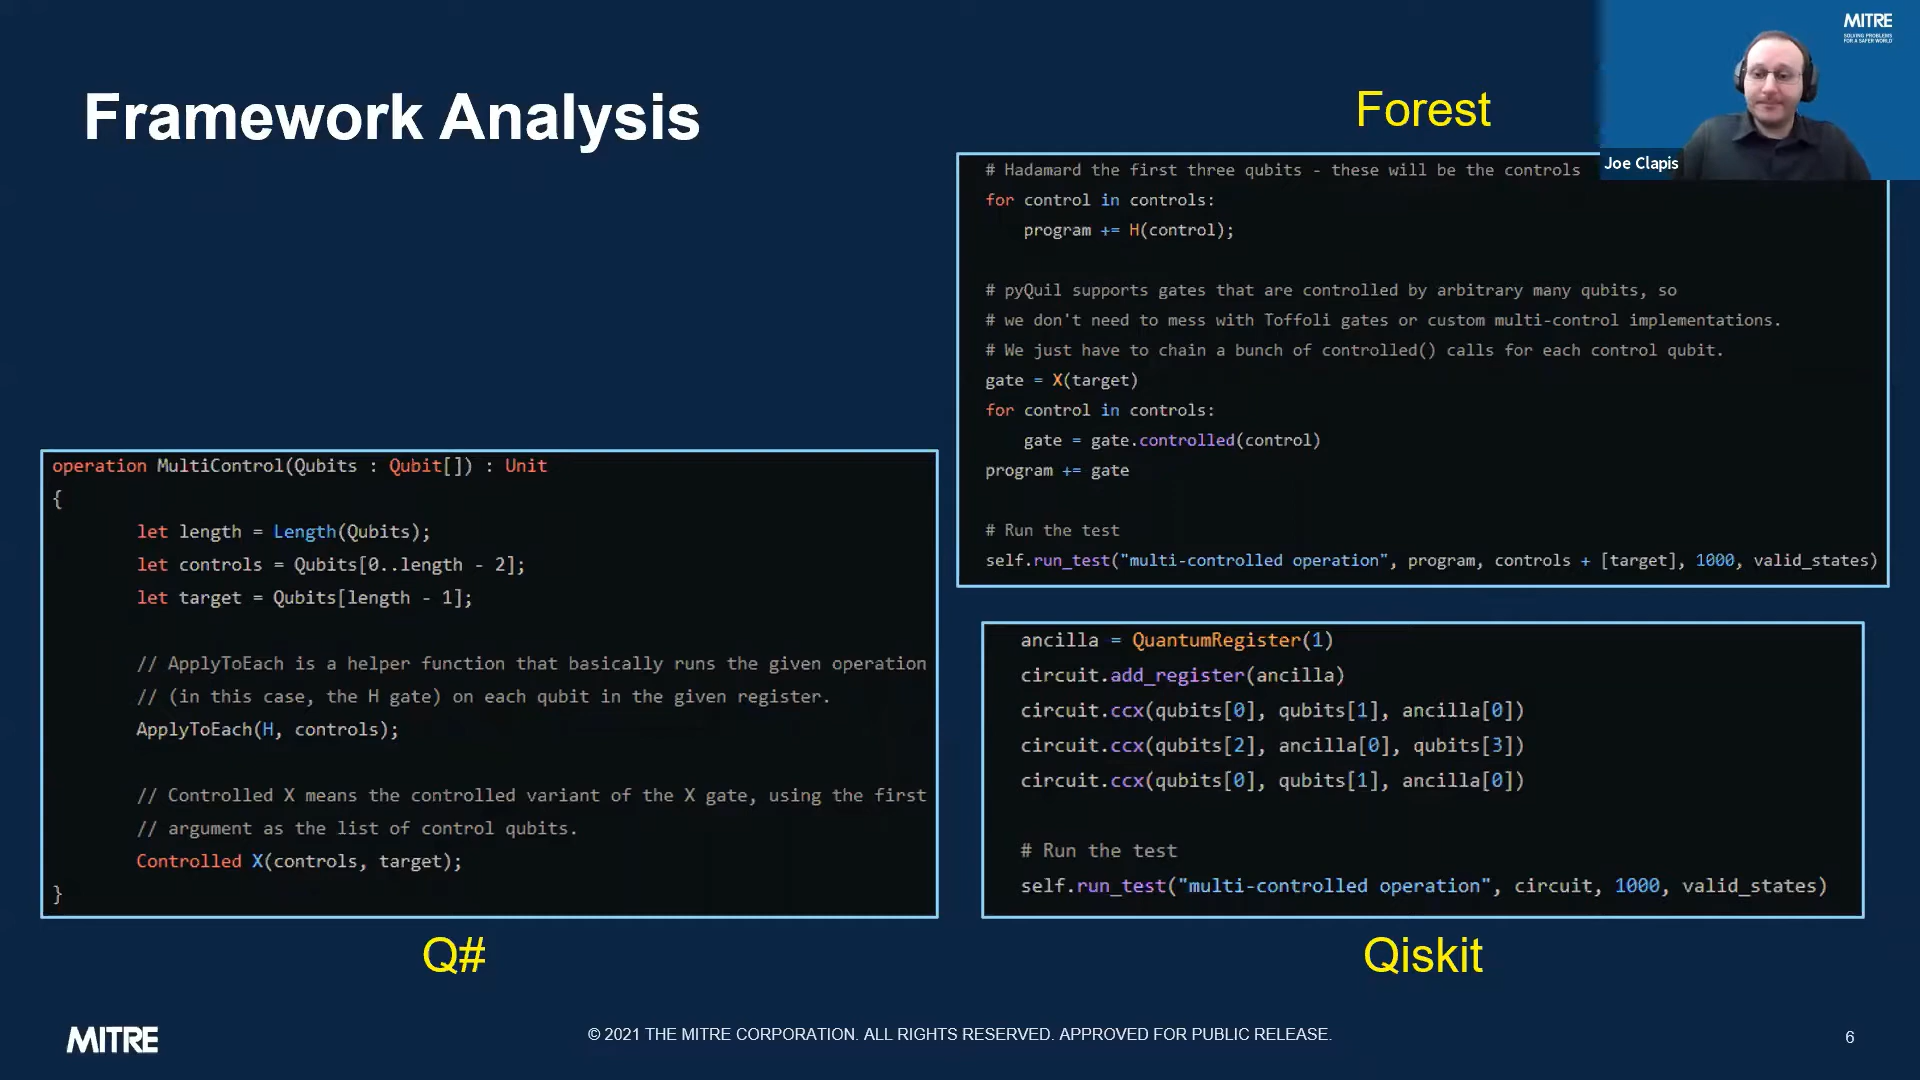 MITRE
SOLVING PROBLEMS
FOR A SAFER WORLD
Framework Analysis
Forest
Joe Clapis
# Hadamard the first three qubits - these will be the controls
for control in controls:
    program += H(control);
# pyQuil supports gates that are controlled by arbitrary many qubits, so
# we don't need to mess with Toffoli gates or custom multi-control implementations.
# We just have to chain a bunch of controlled() calls for each control qubit.
gate = X(target)
for control in controls:
    gate = gate.controlled(control)
program += gate
# Run the test
self.run_test("multi-controlled operation", program, controls + [target], 1000, valid_states)
operation MultiControl(Qubits : Qubit[]) : Unit
{
    let length = Length(Qubits);
    let controls = Qubits[0..length - 2];
    let target = Qubits[length - 1];
    // ApplyToEach is a helper function that basically runs the given operation
    // (in this case, the H gate) on each qubit in the given register.
    ApplyToEach(H, controls);
    // Controlled X means the controlled variant of the X gate, using the first
    // argument as the list of control qubits.
    Controlled X(controls, target);
}
Q#
ancilla = QuantumRegister(1)
circuit.add_register(ancilla)
circuit.ccx(qubits[0], qubits[1], ancilla[0])
circuit.ccx(qubits[2], ancilla[0], qubits[3])
circuit.ccx(qubits[0], qubits[1], ancilla[0])
# Run the test
self.run_test("multi-controlled operation", circuit, 1000, valid_states)
Qiskit
MITRE
© 2021 THE MITRE CORPORATION. ALL RIGHTS RESERVED. APPROVED FOR PUBLIC RELEASE.
6